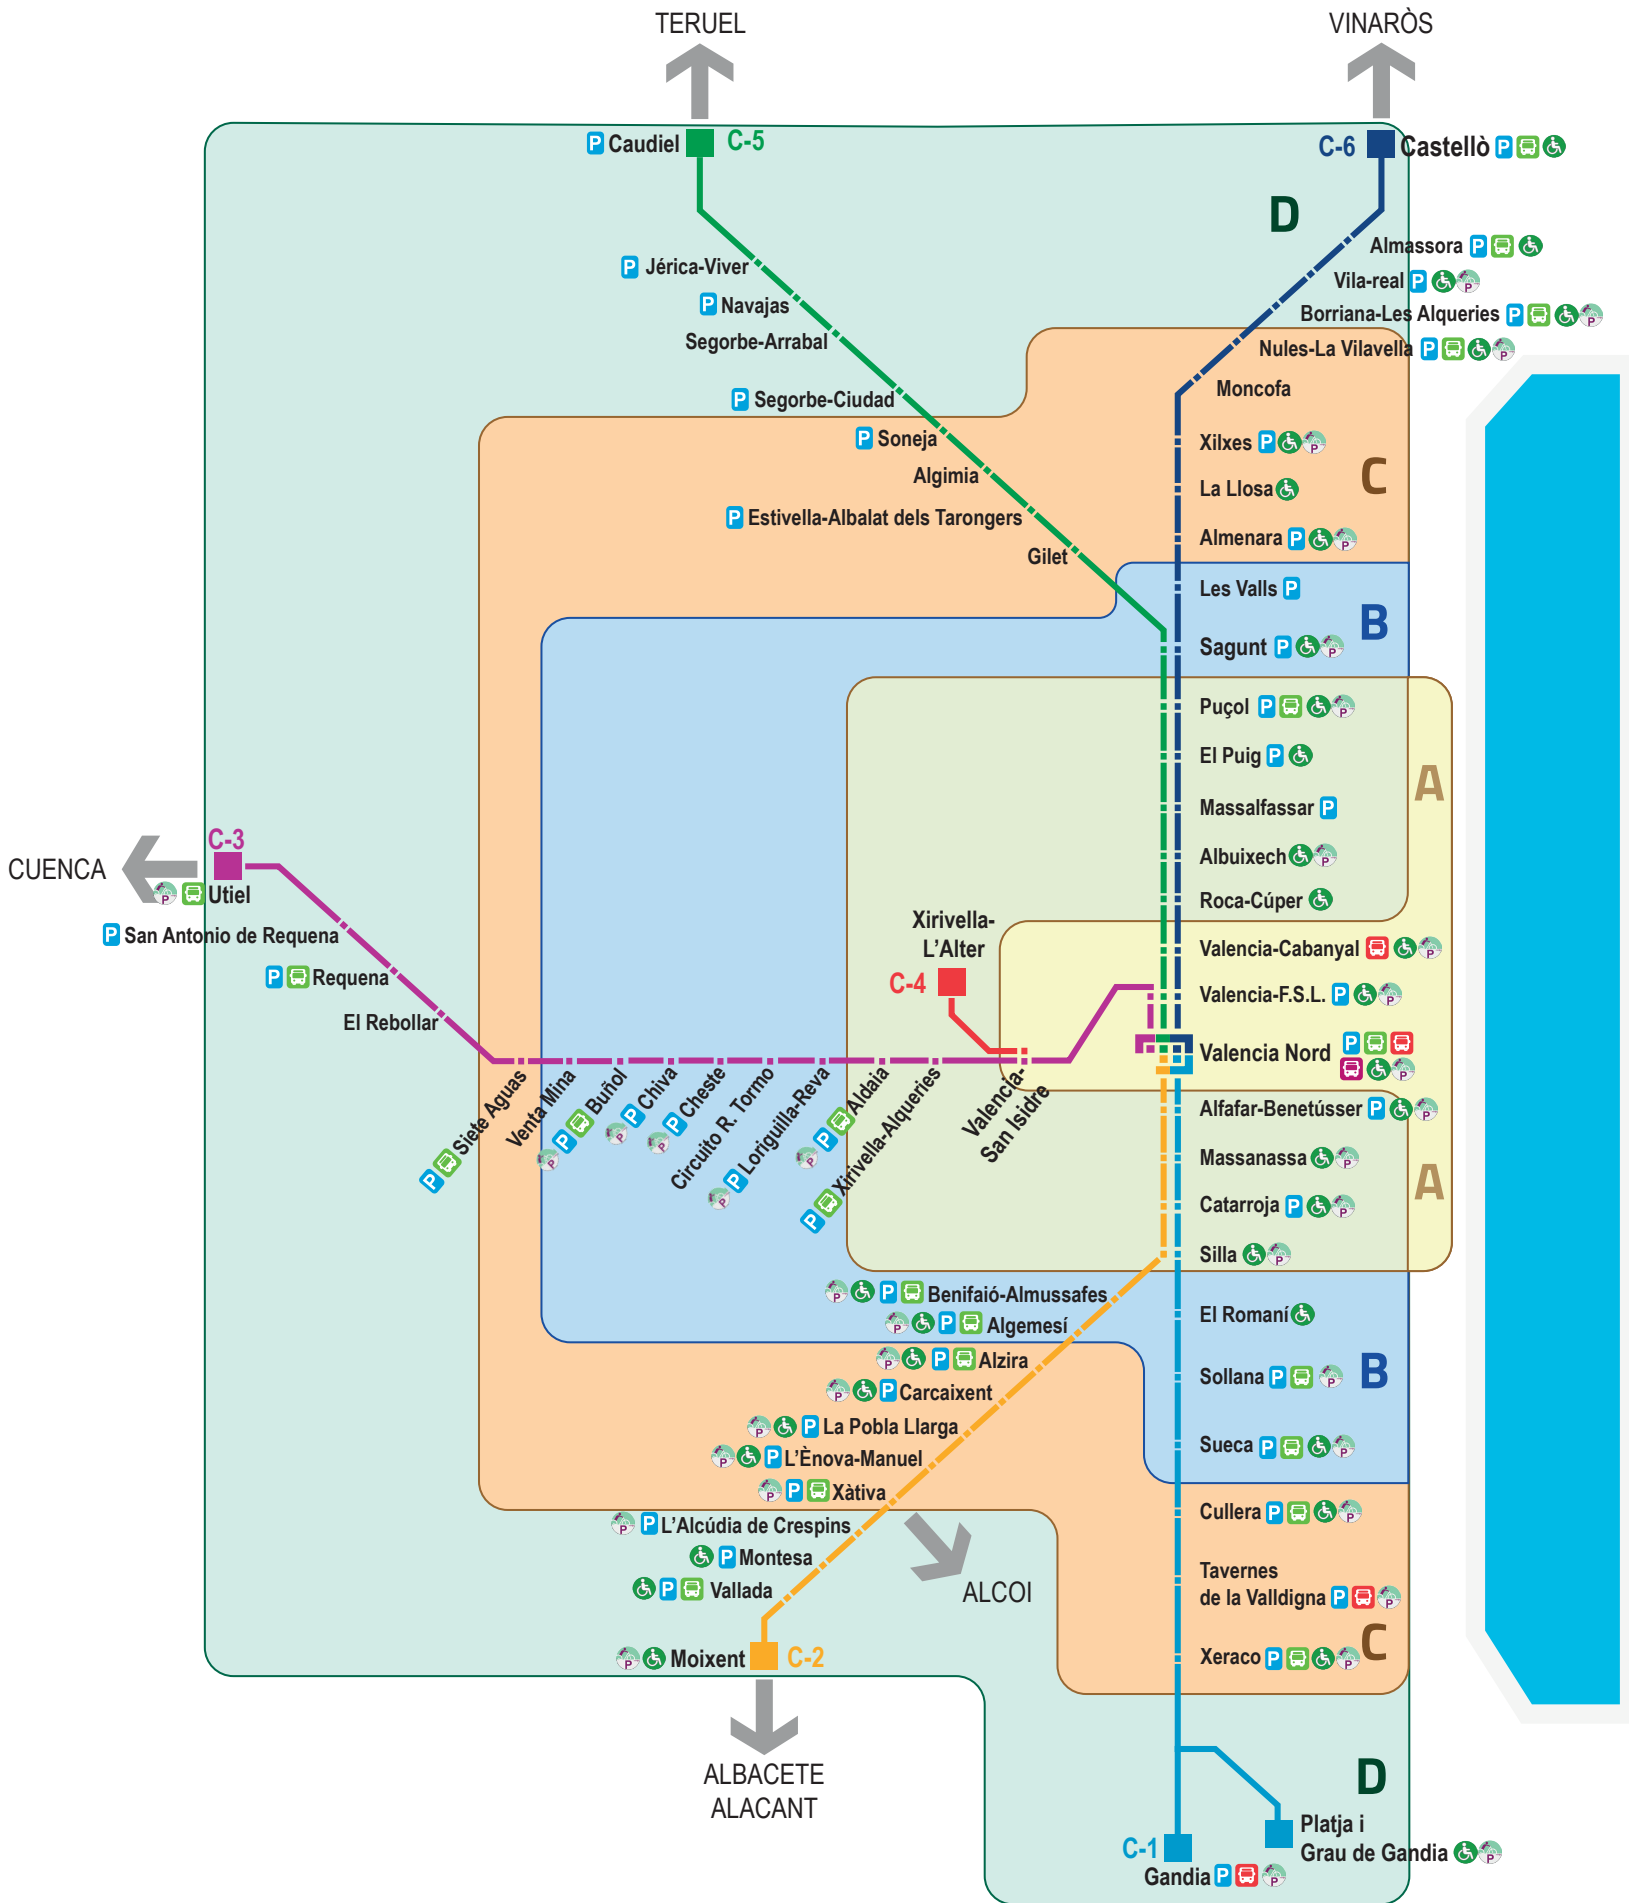 TERUEL
VINARÒS
P Caudiel
C-5
C-6
Castellò P
D
Almassora P
P Jérica-Viver
Vila-real P P
P Navajas
Borriana-Les Alqueries P P
Segorbe-Arrabal
Nules-La Vilavella P P
Moncofa
P Segorbe-Ciudad
P Soneja
Xilxes P P
C
Algimia
La Llosa
P Estivella-Albalat dels Tarongers
Almenara P P
Gilet
Les Valls P
B
Sagunt P P
Puçol P P
El Puig P
A
Massalfassar P
C-3
Albuixech P
CUENCA
P Utiel
Roca-Cúper
P San Antonio de Requena
Xirivella-
L'Alter
Valencia-Cabanyal P
P Requena
C-4
Valencia-F.S.L. P P
El Rebollar
Valencia Nord P
P
P Siete Aguas
Venta Mina
P P Buñol
P P Chiva
P P Cheste
Circuito R. Tormo
P P Loriguilla-Reva
P P Aldaia
P Xirivella-Alqueries
Valencia-
San Isidre
Alfafar-Benetússer P P
Massanassa P
A
Catarroja P P
Silla P
P P Benifaió-Almussafes
El Romaní
P P Algemesí
P P Alzira
Sollana P P
B
P P Carcaixent
P P La Pobla Llarga
Sueca P P
P P L'Ènova-Manuel
P P Xàtiva
Cullera P P
P P L'Alcúdia de Crespins
P Montesa
Tavernes
de la Valldigna P P
P Vallada
ALCOI
C
P Moixent
C-2
Xeraco P P
ALBACETE
ALACANT
D
Platja i
Grau de Gandia P
C-1
Gandia P P